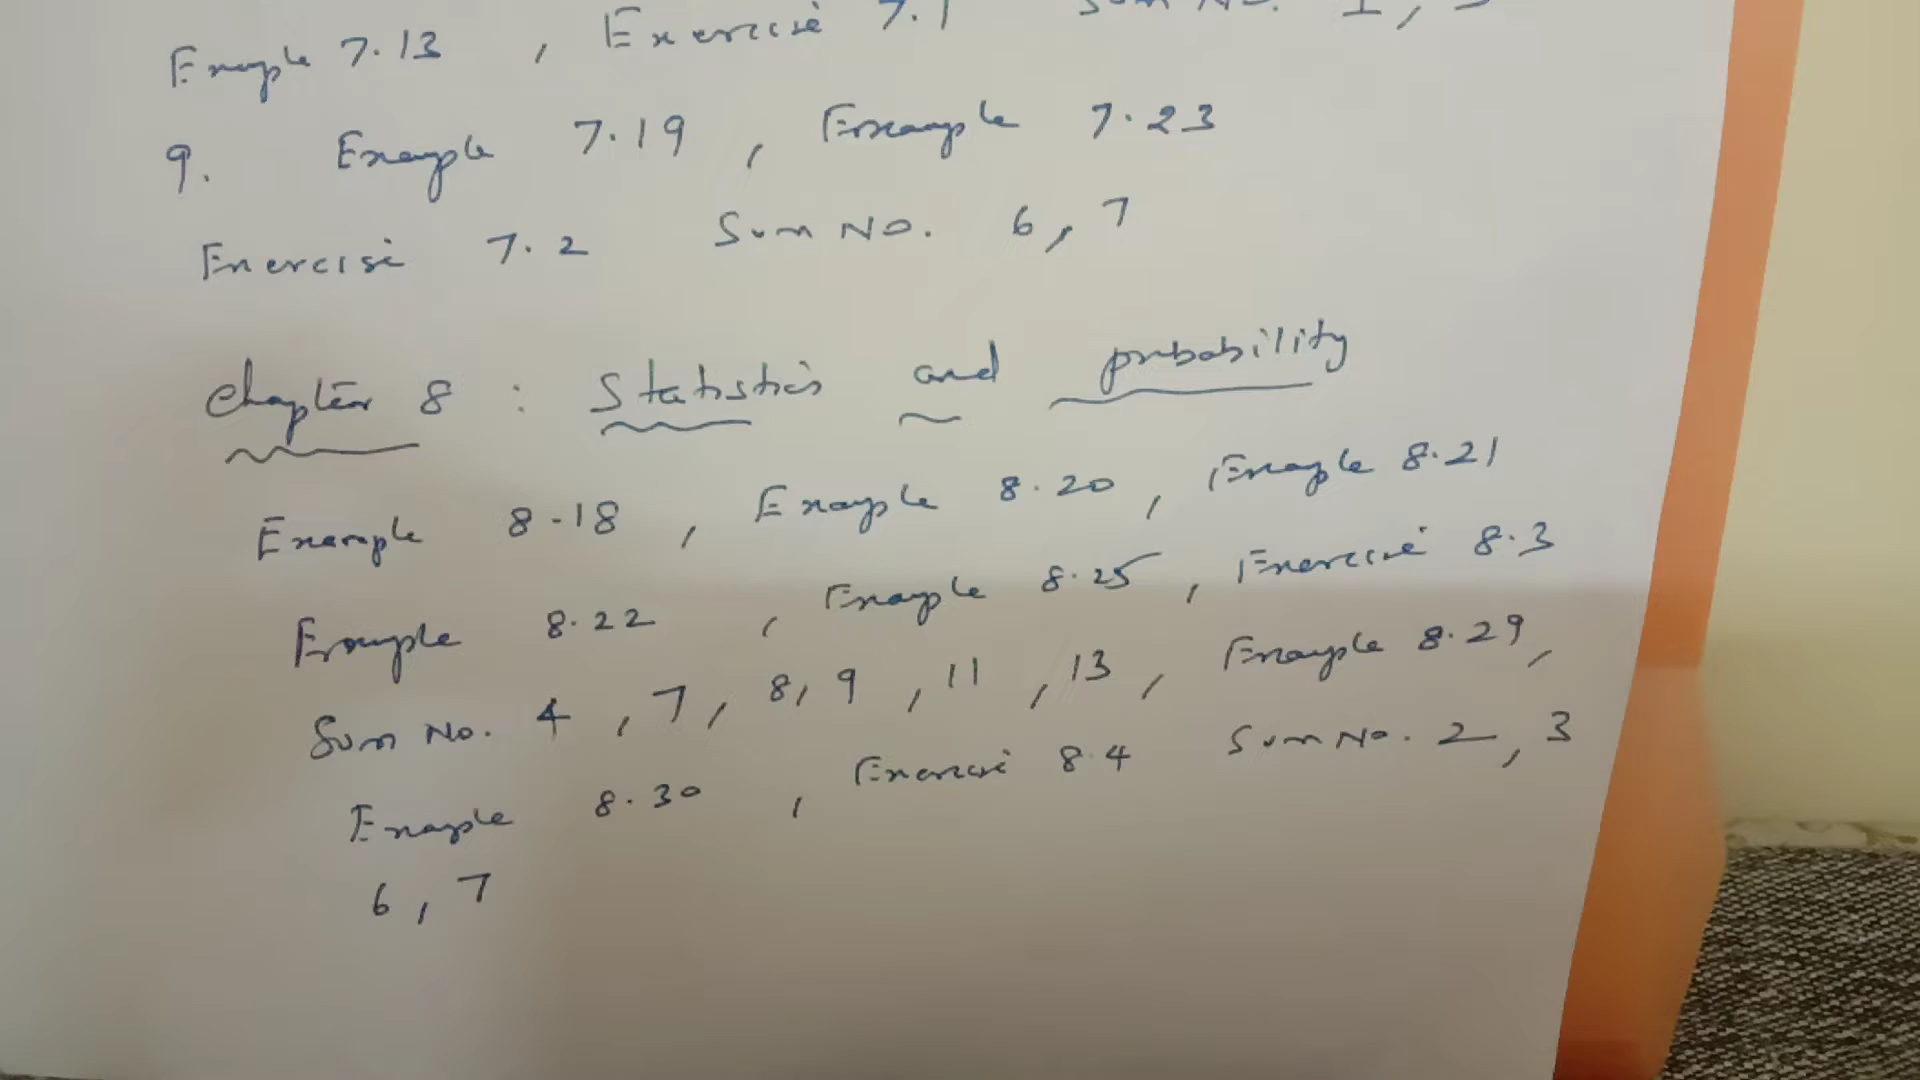 Example 7.13 , Exercise 7.1 Sum No. 1,
9. Example 7.19 , Example 7.23
Exercise 7.2 Sum No. 6, 7
Chapter 8 : Statistics and probability
Example 8.18 , Example 8.20 , Example 8.21
Example 8.22 , Example 8.25 , Exercise 8.3
Sum No. 4 , 7 , 8, 9 , 11 , 13 , Example 8.29,
Example 8.30 , Exercise 8.4 Sum No. 2 , 3
6 , 7